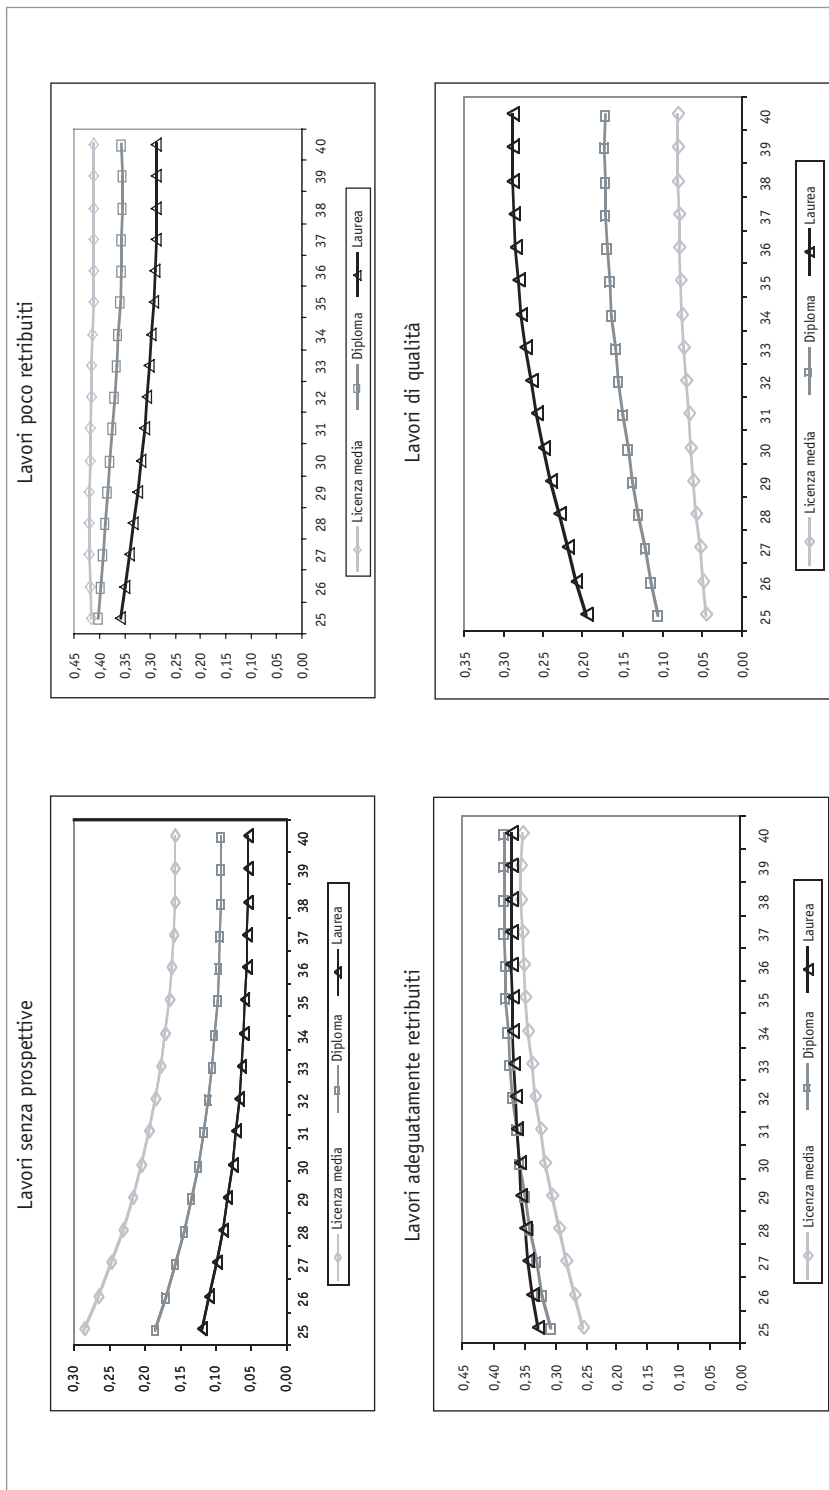 Lavori senza prospettive
0,30
0,25
0,20
0,15
0,10
0,05
0,00
25 26 27 28 29 30 31 32 33 34 35 36 37 38 39 40
Licenza media Diploma Laurea
Lavori poco retribuiti
0,45
0,40
0,35
0,30
0,25
0,20
0,15
0,10
0,05
0,00
25 26 27 28 29 30 31 32 33 34 35 36 37 38 39 40
Licenza media Diploma Laurea
Lavori adeguatamente retribuiti
0,45
0,40
0,35
0,30
0,25
0,20
0,15
0,10
0,05
0,00
25 26 27 28 29 30 31 32 33 34 35 36 37 38 39 40
Licenza media Diploma Laurea
Lavori di qualità
0,35
0,30
0,25
0,20
0,15
0,10
0,05
0,00
25 26 27 28 29 30 31 32 33 34 35 36 37 38 39 40
Licenza media Diploma Laurea